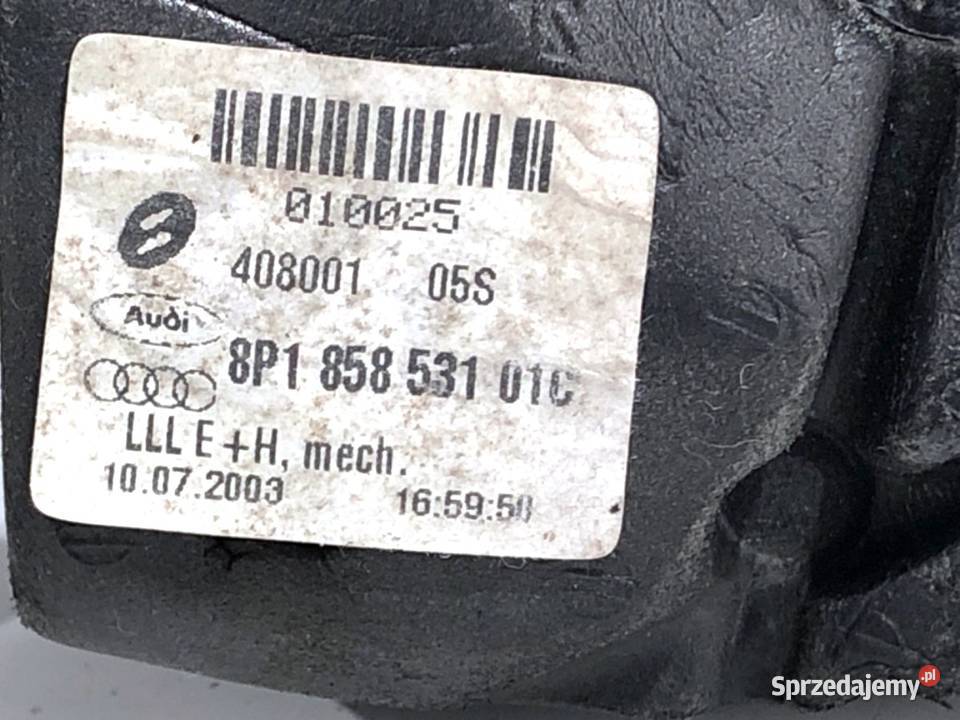 010025
408001 05S
Audi
8P1 858 531 01C
LLL E+H, mech.
10.07.2003 16:59:50
Sprzedajemy.pl